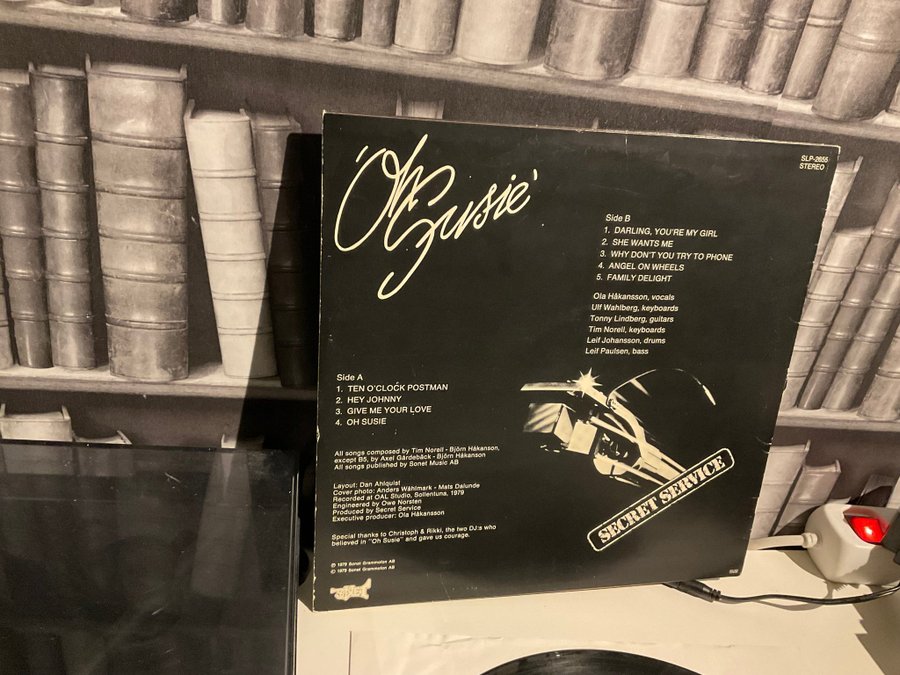 'Oh Susie'
SLP-2655
STEREO
Side B
1. DARLING, YOU'RE MY GIRL
2. SHE WANTS ME
3. WHY DON'T YOU TRY TO PHONE
4. ANGEL ON WHEELS
5. FAMILY DELIGHT
Ola Håkansson, vocals
Ulf Wahlberg, keyboards
Tonny Lindberg, guitars
Tim Norell, keyboards
Leif Johansson, drums
Leif Paulsen, bass
Side A
1. TEN O'CLOCK POSTMAN
2. HEY JOHNNY
3. GIVE ME YOUR LOVE
4. OH SUSIE
All songs composed by Tim Norell - Björn Håkanson,
except B5, by Axel Gårdebäck - Björn Håkanson
All songs published by Sonet Music AB
Layout: Dan Ahlquist
Cover photo: Anders Wåhlmark - Mats Dalunde
Recorded at OAL Studio, Sollentuna, 1979
Engineered by Owe Norsten
Produced by Secret Service
Executive producer: Ola Håkansson
Special thanks to Christoph & Rikki, the two DJ:s who
believed in "Oh Susie" and gave us courage.
℗ 1979 Sonet Grammofon AB
© 1979 Sonet Grammofon AB
SECRET SERVICE